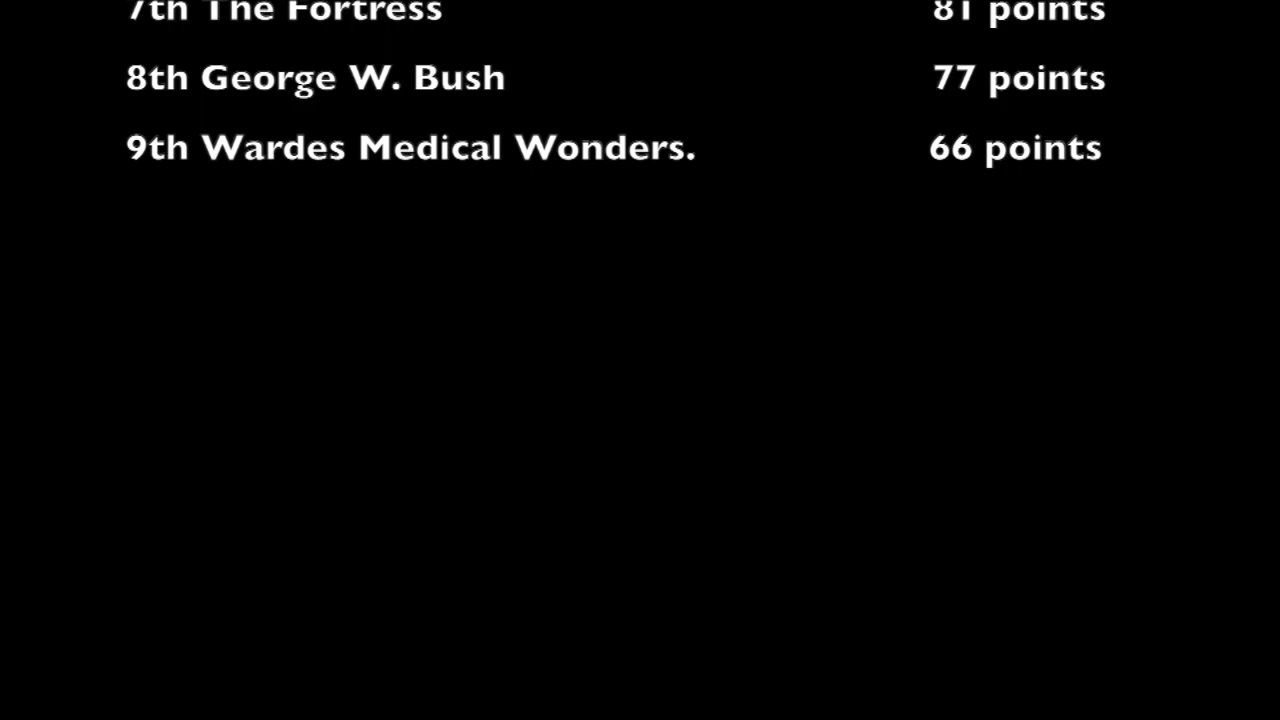 7th The Fortress 81 points
8th George W. Bush 77 points
9th Wardes Medical Wonders. 66 points